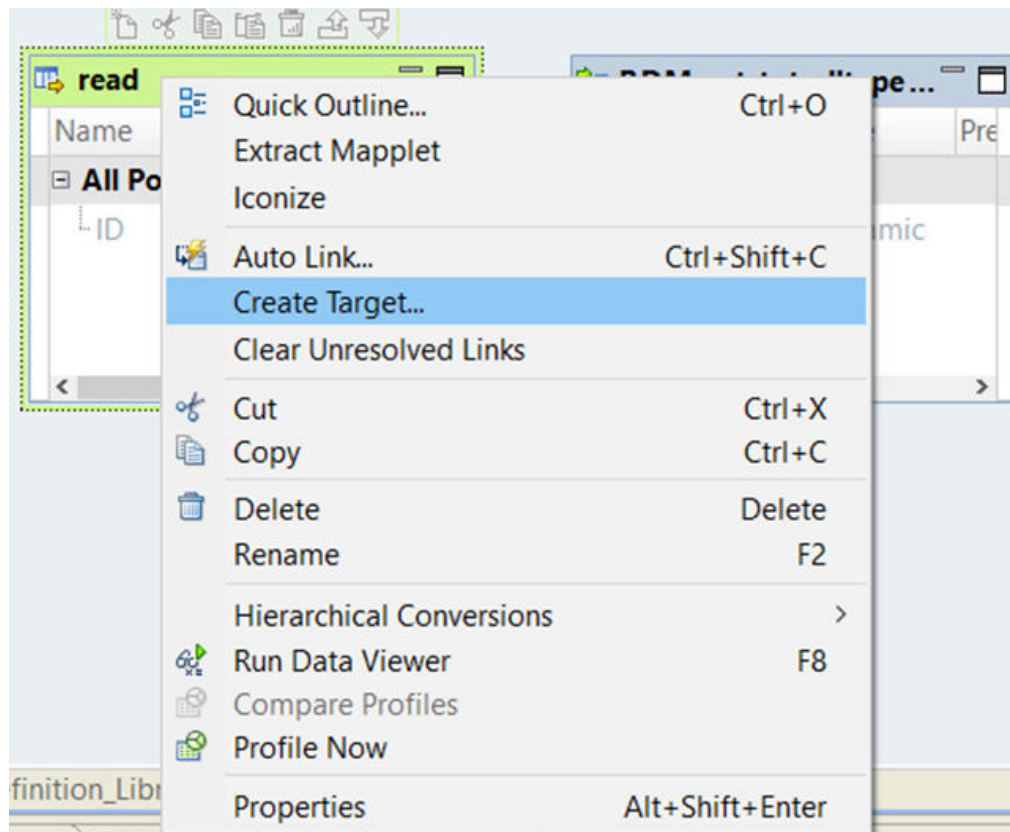 read
pe...
Name
Pre
Quick Outline... Ctrl+O
Extract Mapplet
All Po
Iconize
ID
amic
Auto Link... Ctrl+Shift+C
Create Target...
Clear Unresolved Links
Cut Ctrl+X
Copy Ctrl+C
Delete Delete
Rename F2
Hierarchical Conversions
Run Data Viewer F8
Compare Profiles
Profile Now
finition_Libr
Properties Alt+Shift+Enter